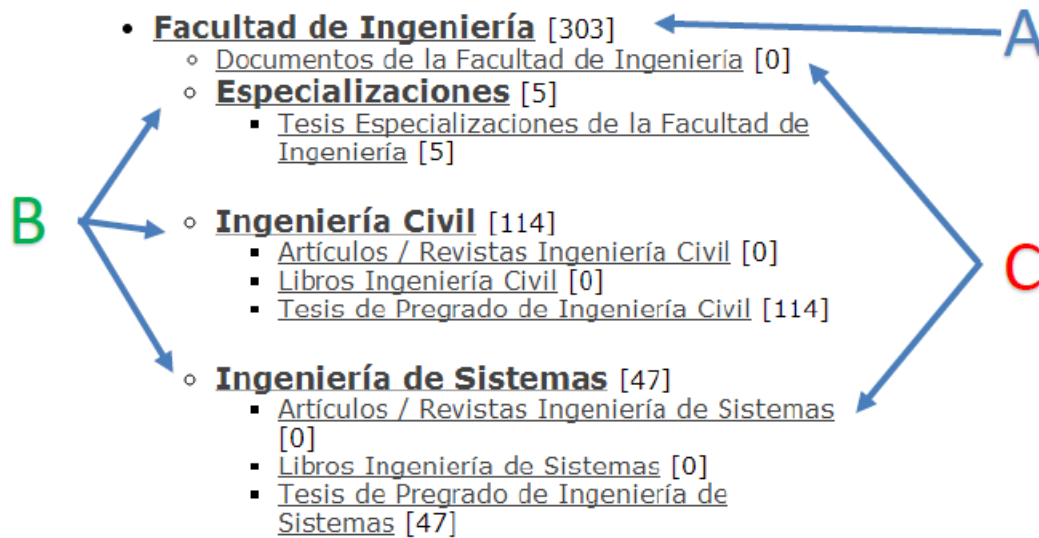 Facultad de Ingeniería [303]
A
Documentos de la Facultad de Ingeniería [0]
Especializaciones [5]
Tesis Especializaciones de la Facultad de
Ingeniería [5]
B
Ingeniería Civil [114]
Artículos / Revistas Ingeniería Civil [0]
C
Libros Ingeniería Civil [0]
Tesis de Pregrado de Ingeniería Civil [114]
Ingeniería de Sistemas [47]
Artículos / Revistas Ingeniería de Sistemas
[0]
Libros Ingeniería de Sistemas [0]
Tesis de Pregrado de Ingeniería de
Sistemas [47]